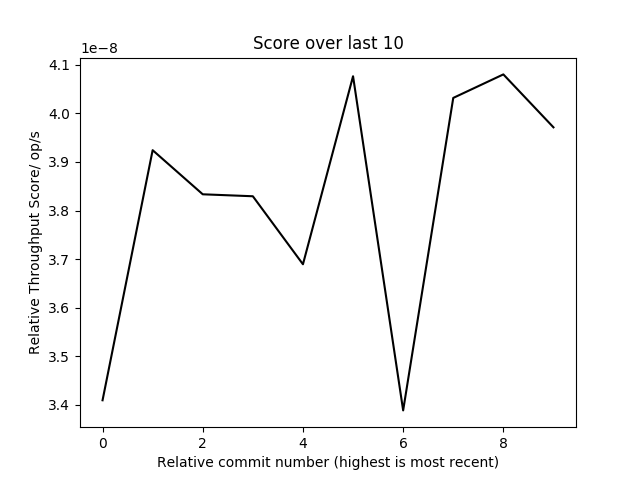 Score over last 10
1e−8
4.1
4.0
3.9
3.8
3.7
3.6
3.5
3.4
Relative Throughput Score/ op/s
0 2 4 6 8
Relative commit number (highest is most recent)